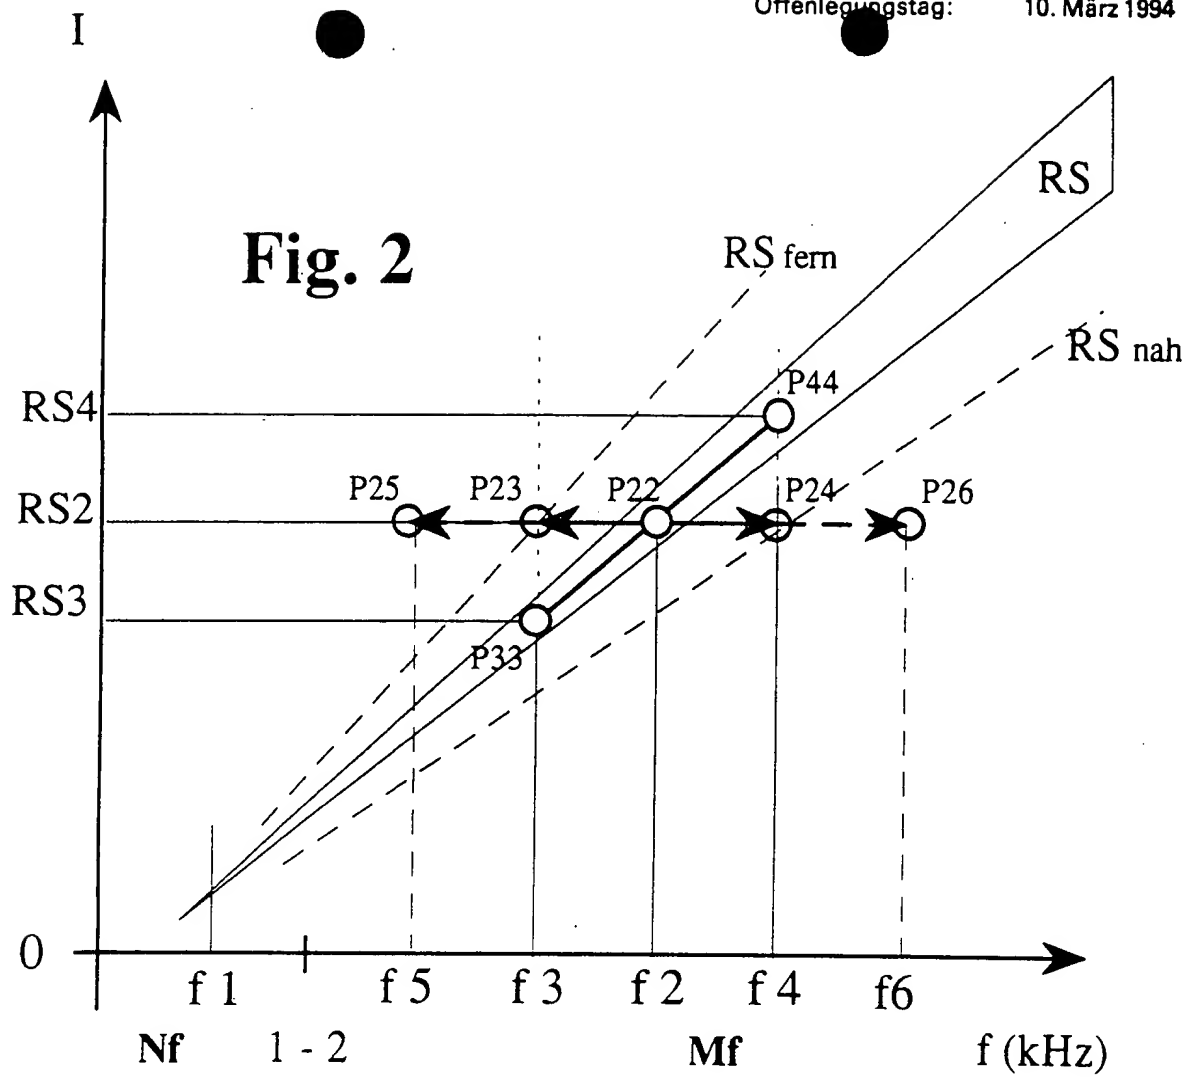 Offenlegungstag: 10. März 1994
I
RS
Fig. 2
RS fern
RS nah
P44
RS4
P25 P23 P22 P24 P26
RS2
RS3
P33
0
f 1 f 5 f 3 f 2 f 4 f6
Nf 1 - 2 Mf f (kHz)